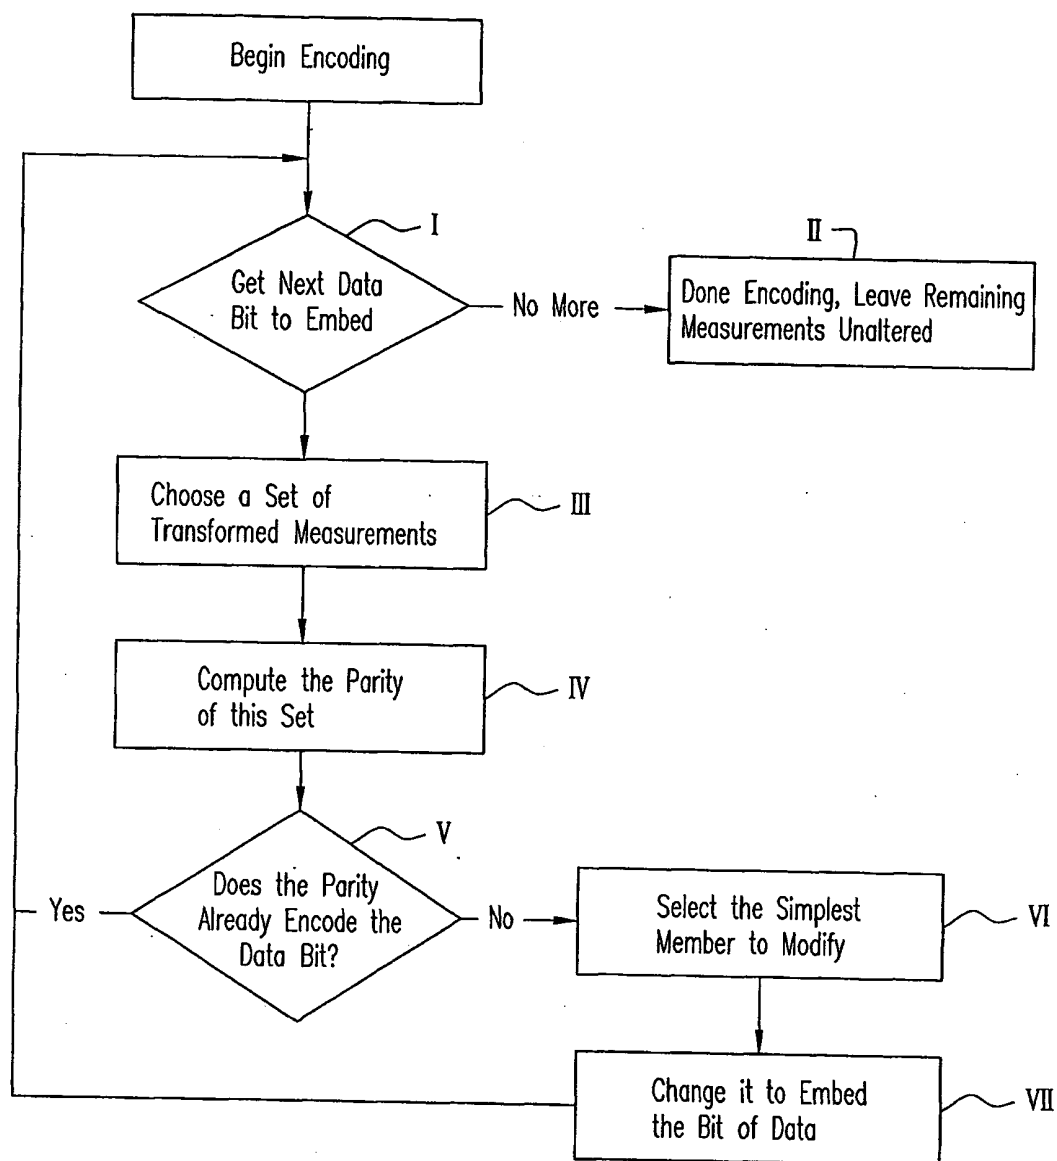 Begin Encoding
I
Get Next Data
Bit to Embed
No More
II
Done Encoding, Leave Remaining
Measurements Unaltered
Choose a Set of
Transformed Measurements
III
Compute the Parity
of this Set
IV
V
Does the Parity
Already Encode the
Data Bit?
Yes
No
Select the Simplest
Member to Modify
VI
Change it to Embed
the Bit of Data
VII